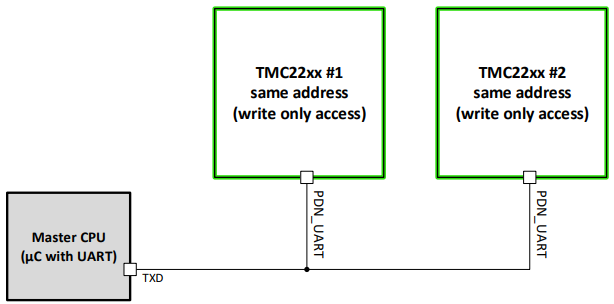 TMC22xx #1
same address
(write only access)
TMC22xx #2
same address
(write only access)
PDN_UART
PDN_UART
Master CPU
(µC with UART)
TXD